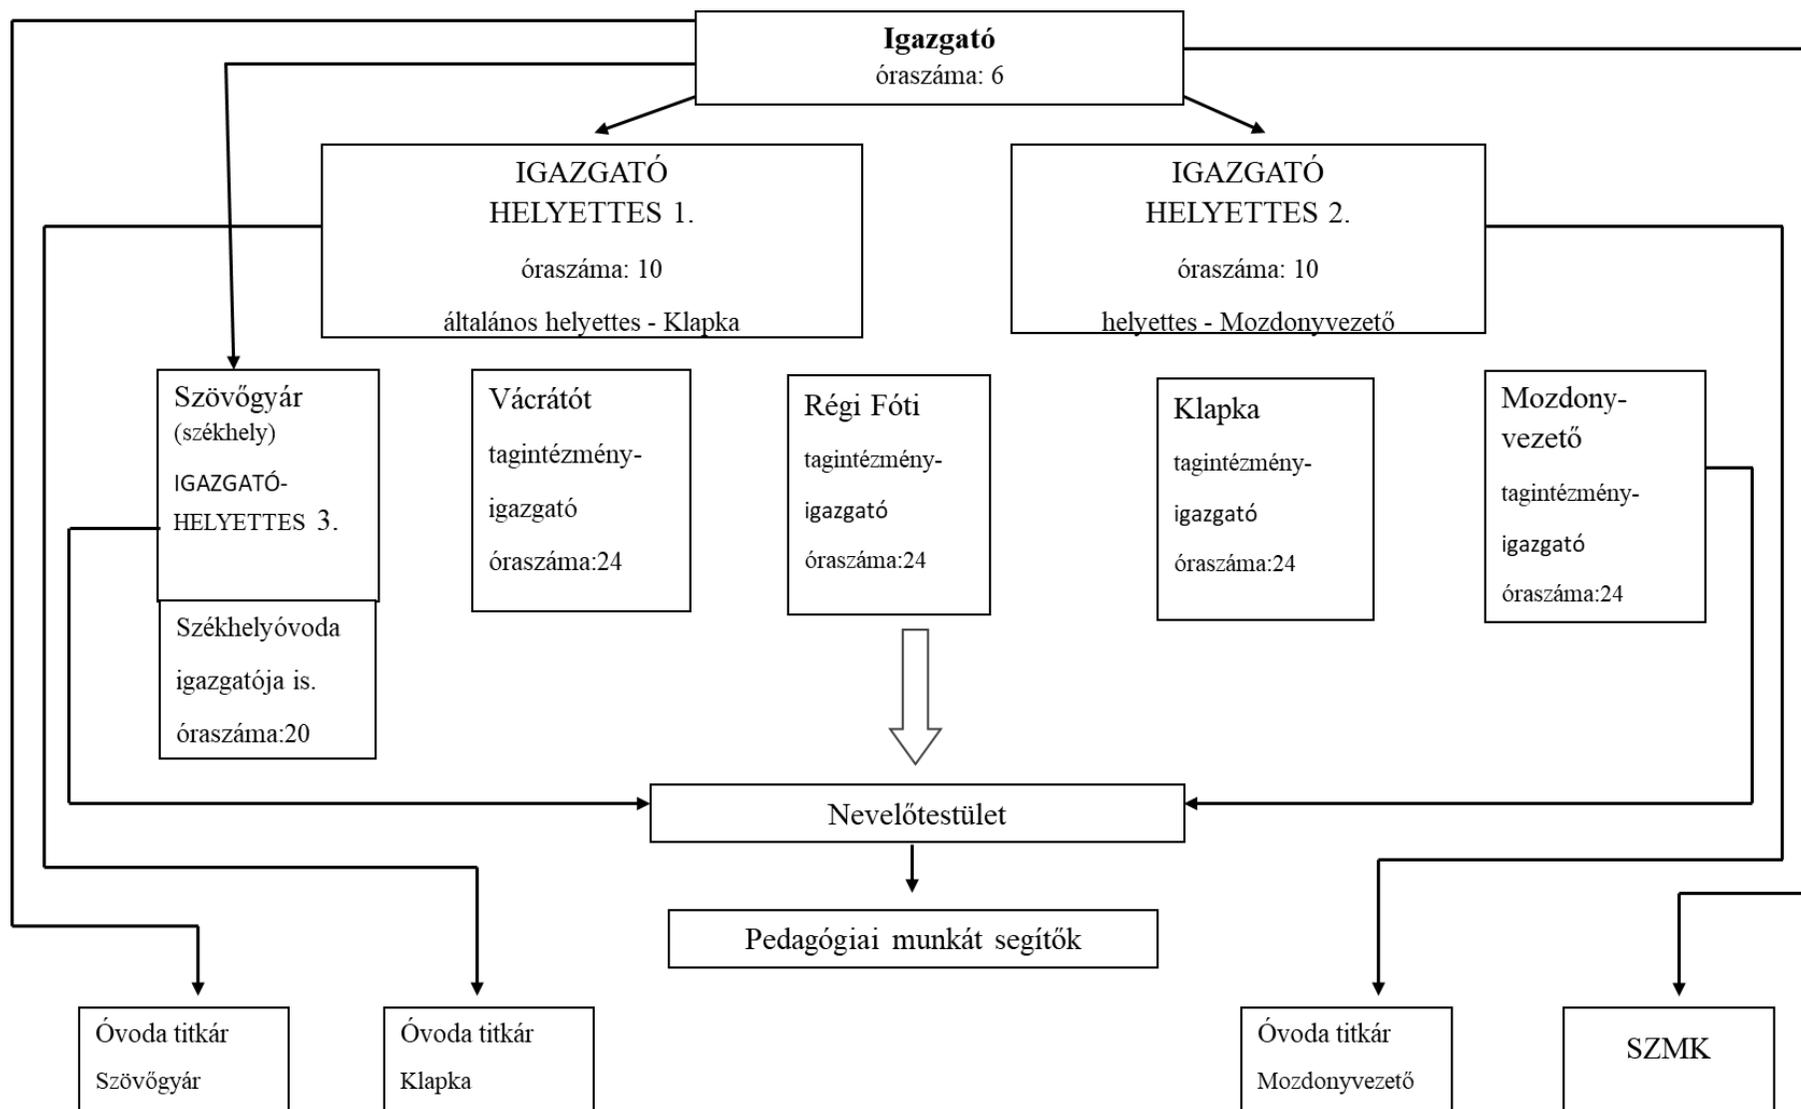 Igazgató
óraszáma: 6
IGAZGATÓ
HELYETTES 1.
óraszáma: 10
általános helyettes - Klapka
IGAZGATÓ
HELYETTES 2.
óraszáma: 10
helyettes - Mozdonyvezető
Szövőgyár
(székhely)
IGAZGATÓ-
HELYETTES 3.
Székhelyóvoda
igazgatója is.
óraszáma:20
Vácrátót
tagintézmény-
igazgató
óraszáma:24
Régi Fóti
tagintézmény-
igazgató
óraszáma:24
Klapka
tagintézmény-
igazgató
óraszáma:24
Mozdony-
vezető
tagintézmény-
igazgató
óraszáma:24
Nevelőtestület
Pedagógiai munkát segítők
Óvoda titkár
Szövőgyár
Óvoda titkár
Klapka
Óvoda titkár
Mozdonyvezető
SZMK